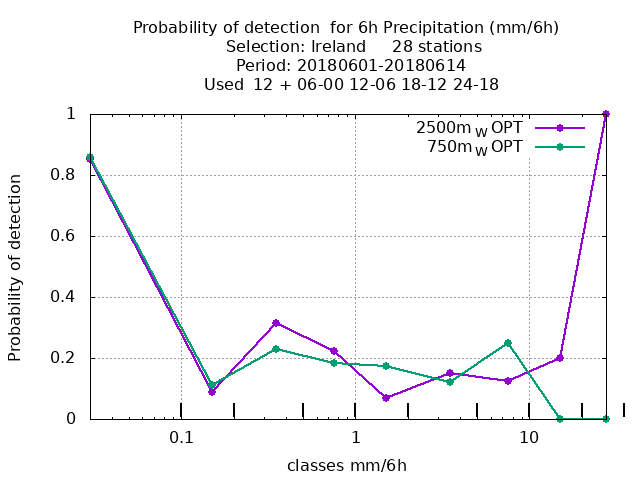 Probability of detection  for 6h Precipitation (mm/6h)
Selection: Ireland     28 stations
Period: 20180601-20180614
Used  12 + 06-00 12-06 18-12 24-18
2500m_W OPT
750m_W OPT
1
0.8
0.6
0.4
0.2
0
Probability of detection
0.1
1
10
classes mm/6h